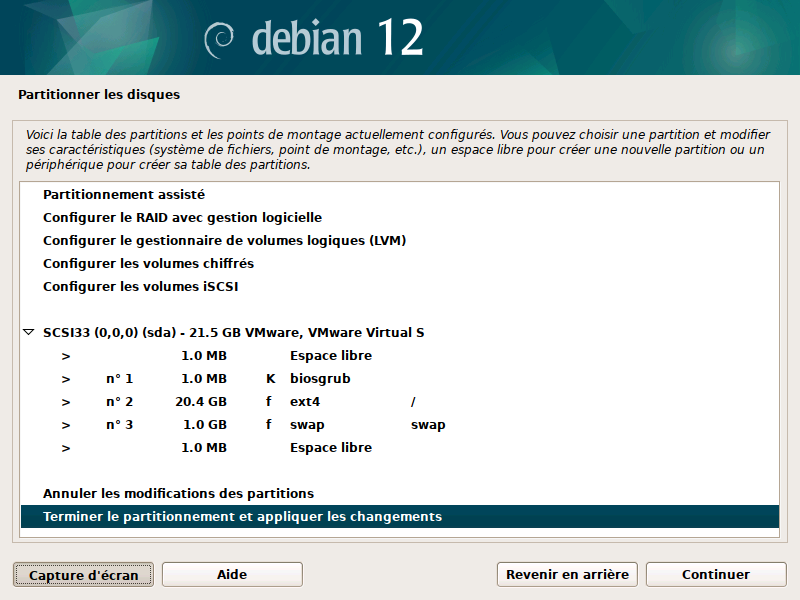 debian 12
Partitionner les disques
Voici la table des partitions et les points de montage actuellement configurés. Vous pouvez choisir une partition et modifier
ses caractéristiques (système de fichiers, point de montage, etc.), un espace libre pour créer une nouvelle partition ou un
périphérique pour créer sa table des partitions.
Partitionnement assisté
Configurer le RAID avec gestion logicielle
Configurer le gestionnaire de volumes logiques (LVM)
Configurer les volumes chiffrés
Configurer les volumes iSCSI
SCSI33 (0,0,0) (sda) - 21.5 GB VMware, VMware Virtual S
> 1.0 MB Espace libre
> n° 1 1.0 MB K biosgrub
> n° 2 20.4 GB f ext4 /
> n° 3 1.0 GB f swap swap
> 1.0 MB Espace libre
Annuler les modifications des partitions
Terminer le partitionnement et appliquer les changements
Capture d'écran Aide Revenir en arrière Continuer